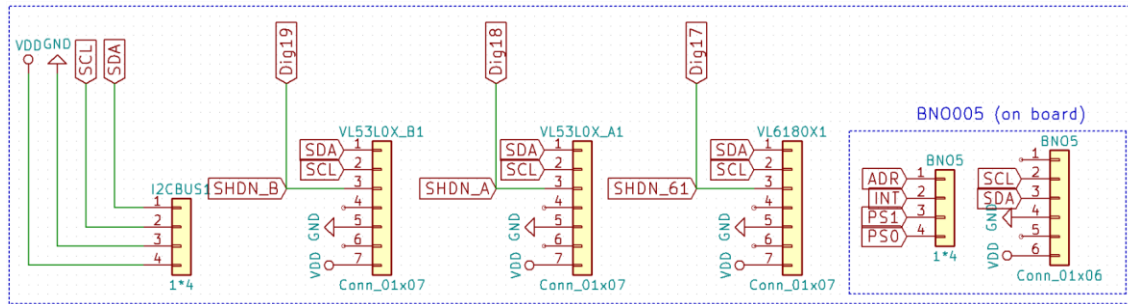 VDD GND SCL SDA
I2CBUS1
1
2
3
4
1*4
Dig19
VL53L0X_B1
SDA 1
SCL 2
SHDN_B 3
4
GND 5
6
VDD 7
Conn_01x07
Dig18
VL53L0X_A1
SDA 1
SCL 2
SHDN_A 3
4
GND 5
6
VDD 7
Conn_01x07
Dig17
VL6180X1
SDA 1
SCL 2
SHDN_61 3
4
GND 5
6
VDD 7
Conn_01x07
BNO005 (on board)
BNO5
ADR 1
INT 2
PS1 3
PS0 4
1*4
BNO5
1
SCL 2
SDA 3
GND 4
5
VDD 6
Conn_01x06